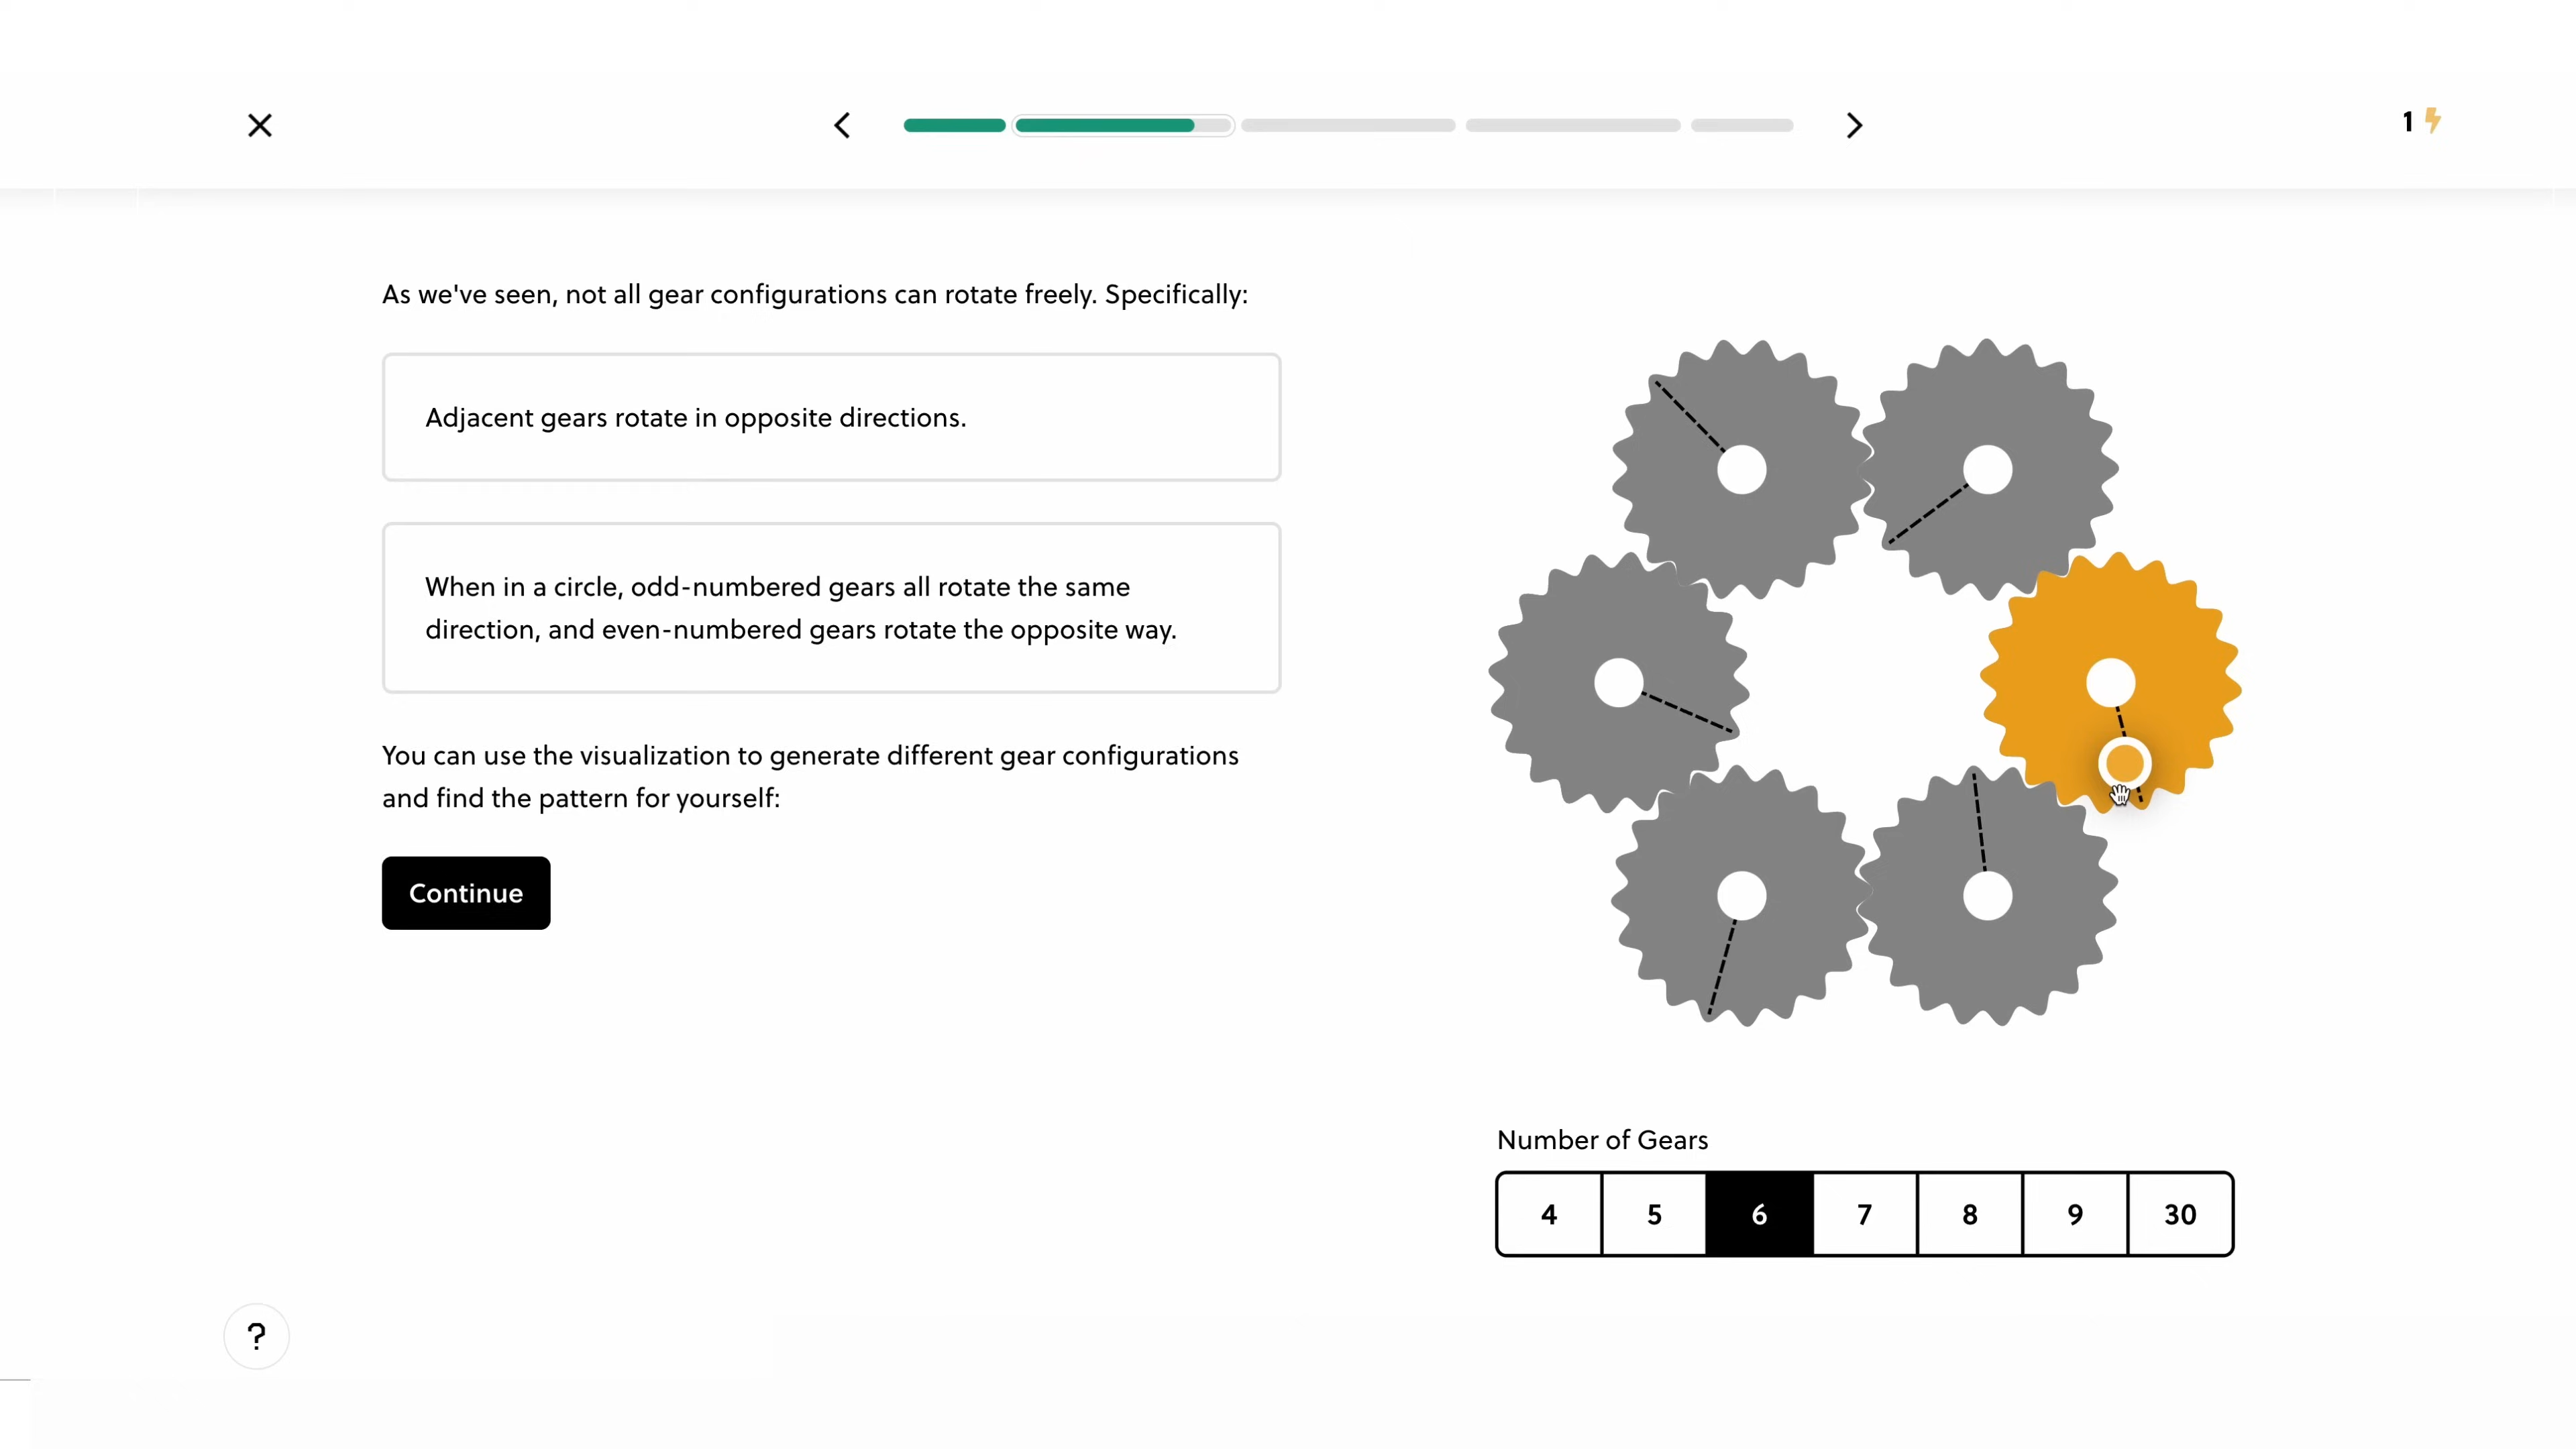 1
As we've seen, not all gear configurations can rotate freely. Specifically:
Adjacent gears rotate in opposite directions.
When in a circle, odd-numbered gears all rotate the same
direction, and even-numbered gears rotate the opposite way.
You can use the visualization to generate different gear configurations
and find the pattern for yourself:
Continue
Number of Gears
4 5 6 7 8 9 30
?